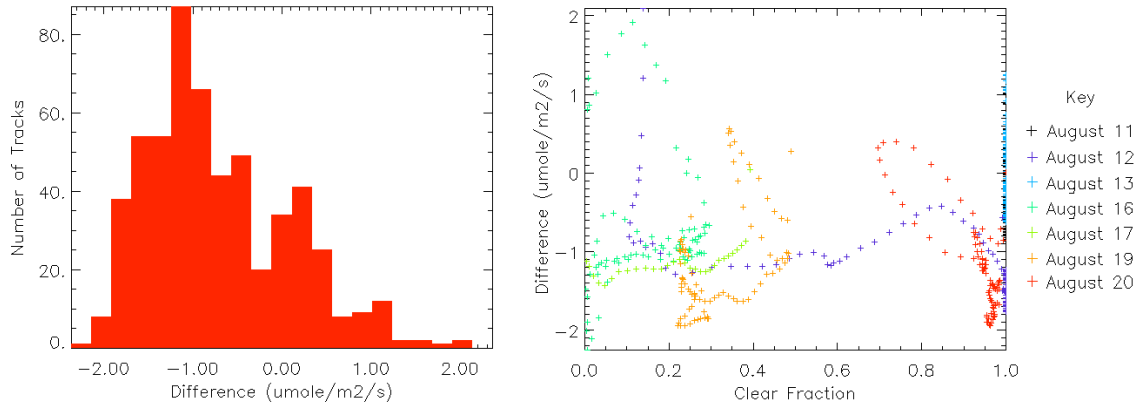 80.
60.
40.
20.
0.
Number of Tracks
-2.00 -1.00 0.00 1.00 2.00
Difference (umole/m2/s)
2
1
0
-1
-2
Difference (umole/m2/s)
0.0 0.2 0.4 0.6 0.8 1.0
Clear Fraction
Key
+ August 11
+ August 12
+ August 13
+ August 16
+ August 17
+ August 19
+ August 20